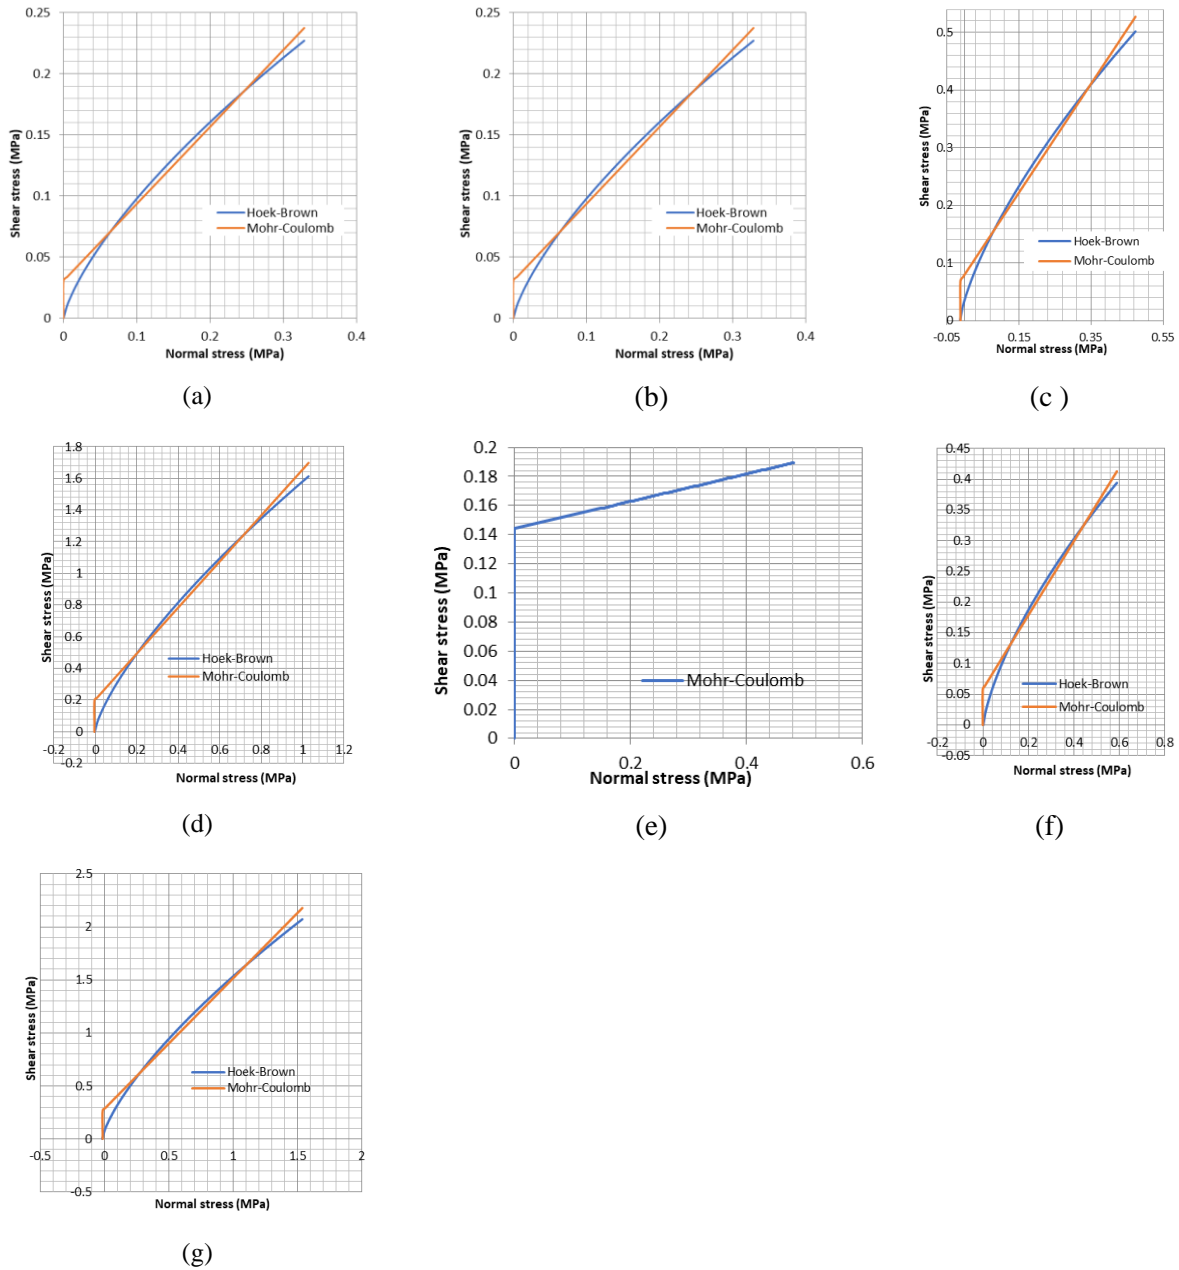 0.25
0.2
0.15
0.1
0.05
0
0
0.1
0.2
0.3
0.4
Shear stress (MPa)
Normal stress (MPa)
Hoek-Brown
Mohr-Coulomb
(a)
0.25
0.2
0.15
0.1
0.05
0
0
0.1
0.2
0.3
0.4
Shear stress (MPa)
Normal stress (MPa)
Hoek-Brown
Mohr-Coulomb
(b)
0.5
0.4
0.3
0.2
0.1
0
-0.05
0.15
0.35
0.55
Shear stress (MPa)
Normal stress (MPa)
Hoek-Brown
Mohr-Coulomb
(c )
1.8
1.6
1.4
1.2
1
0.8
0.6
0.4
0.2
0
-0.2
-0.2
0
0.2
0.4
0.6
0.8
1
1.2
Shear stress (MPa)
Normal stress (MPa)
Hoek-Brown
Mohr-Coulomb
(d)
0.2
0.18
0.16
0.14
0.12
0.1
0.08
0.06
0.04
0.02
0
0
0.2
0.4
0.6
Shear stress (MPa)
Normal stress (MPa)
Mohr-Coulomb
(e)
0.45
0.4
0.35
0.3
0.25
0.2
0.15
0.1
0.05
0
-0.05
-0.2
0
0.2
0.4
0.6
0.8
Shear stress (MPa)
Normal stress (MPa)
Hoek-Brown
Mohr-Coulomb
(f)
2.5
2
1.5
1
0.5
0
-0.5
-0.5
0
0.5
1
1.5
2
Shear stress (MPa)
Normal stress (MPa)
Hoek-Brown
Mohr-Coulomb
(g)